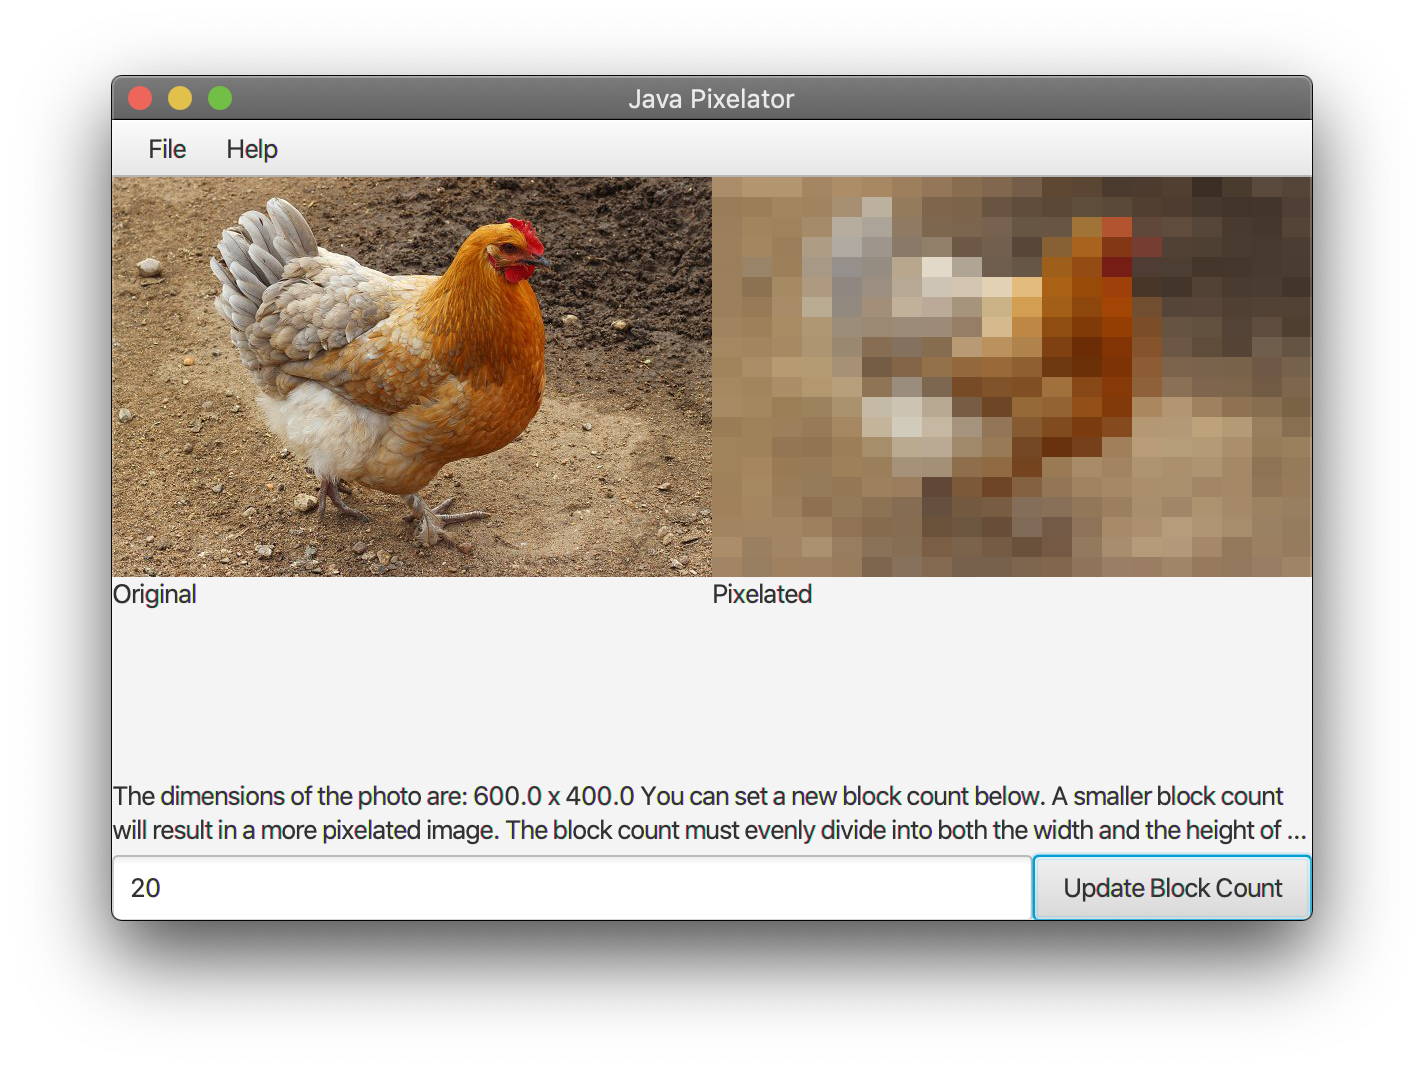 Java Pixelator
File Help
Original
Pixelated
The dimensions of the photo are: 600.0 x 400.0 You can set a new block count below. A smaller block count
will result in a more pixelated image. The block count must evenly divide into both the width and the height of ...
20
Update Block Count